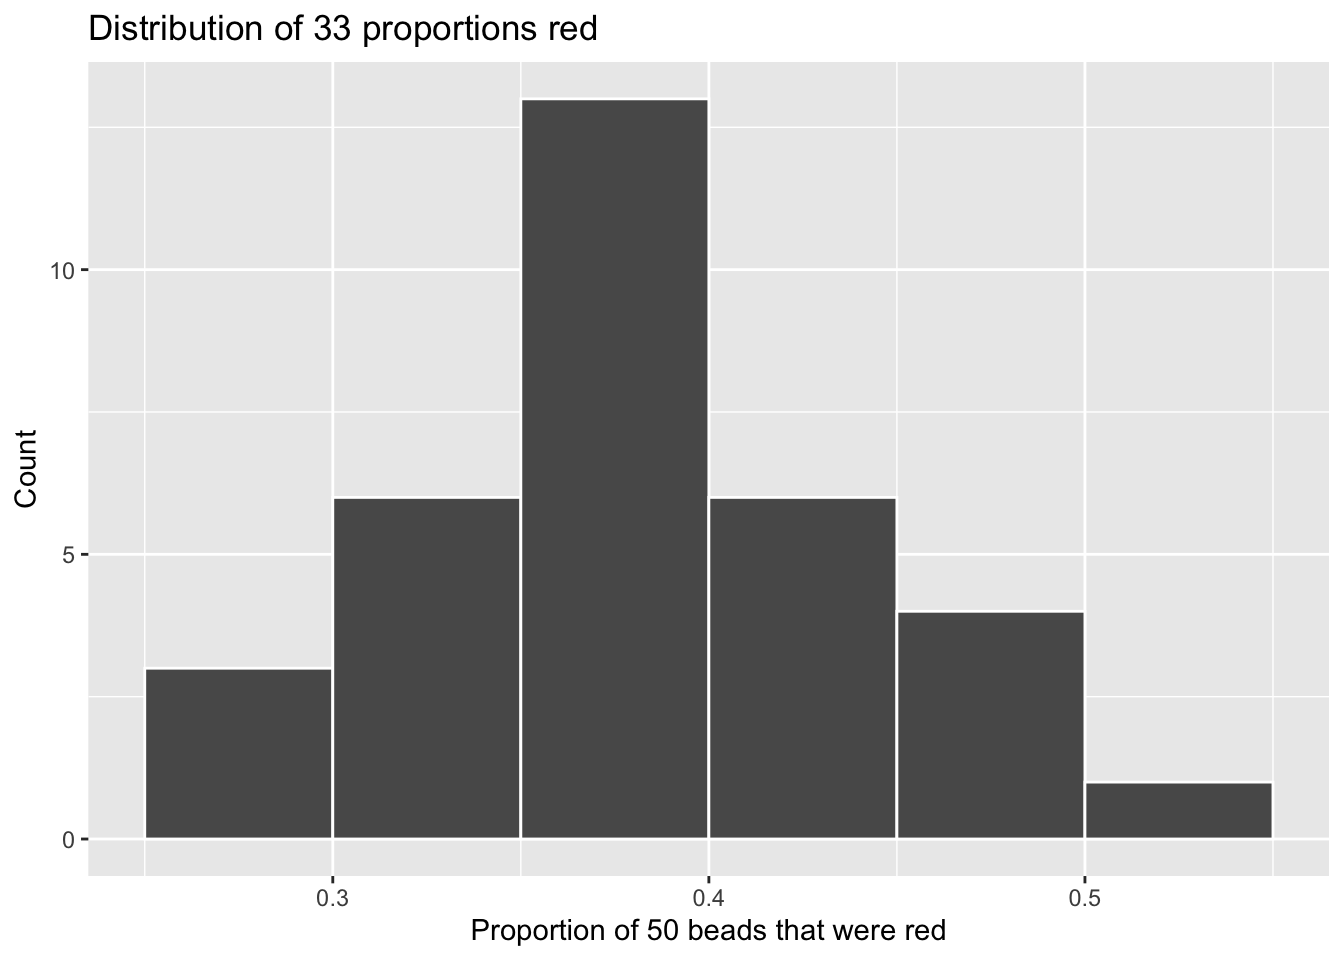 Distribution of 33 proportions red
Count
10
5
0
0.3 0.4 0.5
Proportion of 50 beads that were red